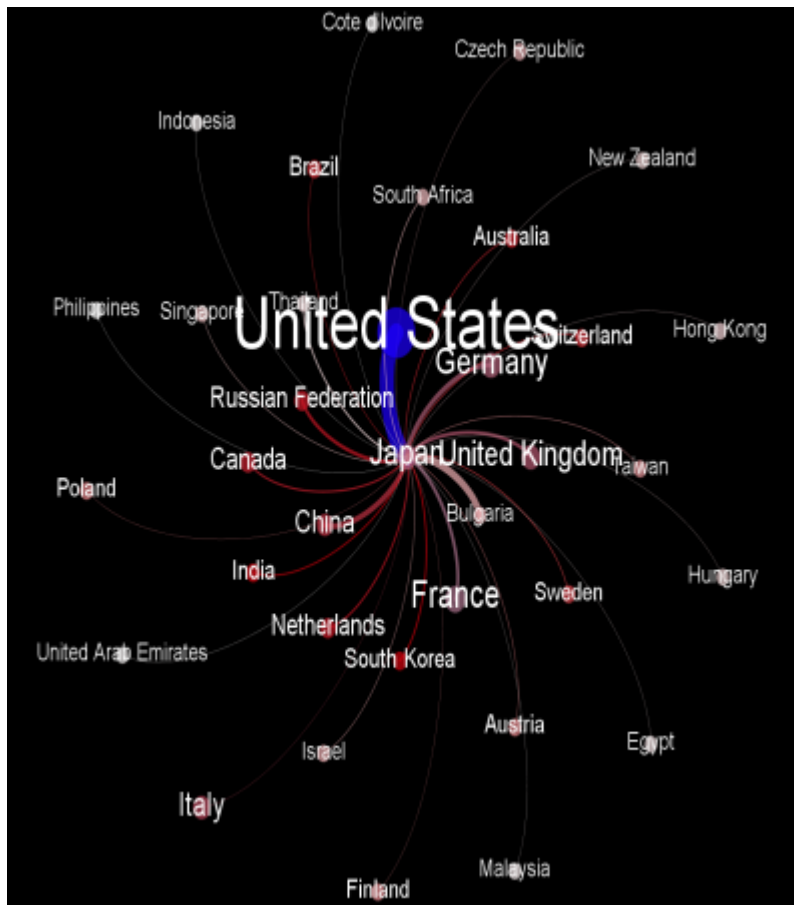 Cote dIvoire
Czech Republic
Indonesia
Brazil
New Zealand
South Africa
Australia
Philippines
Singapore
Thailand
United States
Switzerland
Hong Kong
Germany
Russian Federation
Japan
United Kingdom
Canada
Taiwan
Poland
China
Bulgaria
India
Hungary
France
Sweden
Netherlands
United Arab Emirates
South Korea
Austria
Egypt
Israel
Italy
Malaysia
Finland